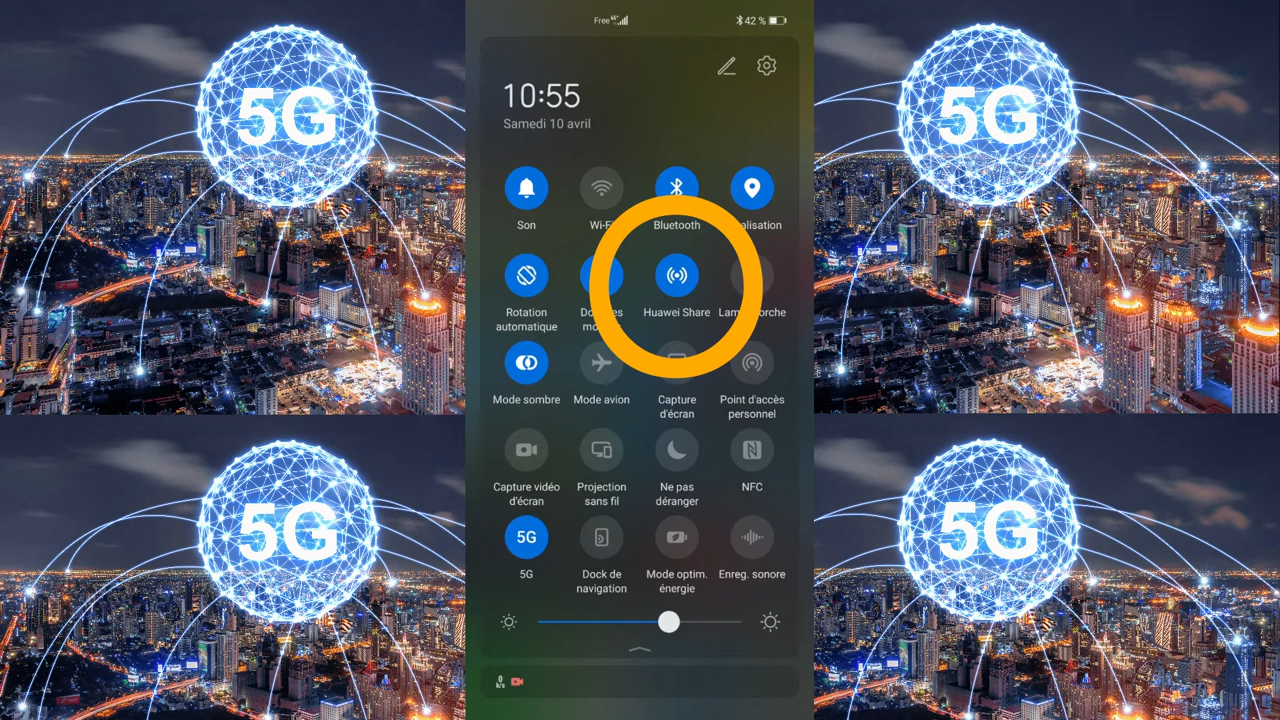 5G
5G
5G
5G
Free
42 %
10:55
Samedi 10 avril
Son
Wi-Fi
Bluetooth
Rotation
automatique
Huawei Share
Mode sombre
Mode avion
Capture
d'écran
Point d'accès
personnel
Capture vidéo
d'écran
Projection
sans fil
Ne pas
déranger
NFC
5G
5G
Dock de
navigation
Mode optim.
énergie
Enreg. sonore
0
k/s